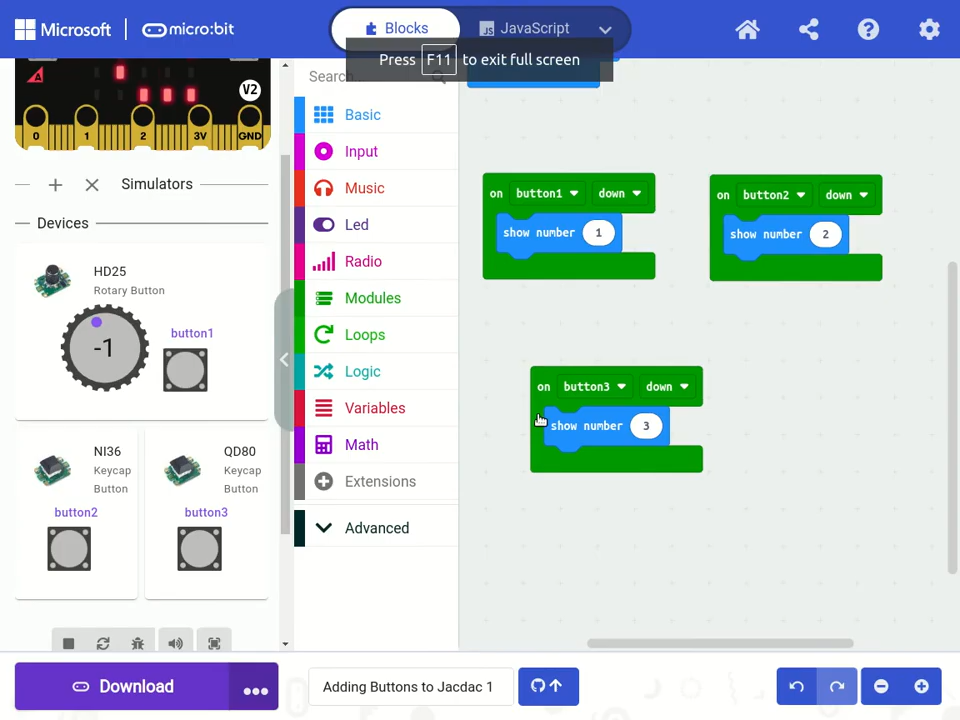 Microsoft
micro:bit
Blocks
JavaScript
Press F11 to exit full screen
Search...
V2
0 1 2 3V GND
Basic
Input
Music
Led
Radio
Modules
Loops
Logic
Variables
Math
Extensions
Advanced
Simulators
Devices
HD25
Rotary Button
-1
button1
NI36
Keycap
Button
button2
QD80
Keycap
Button
button3
on button1 down
show number 1
on button2 down
show number 2
on button3 down
show number 3
Download
Adding Buttons to Jacdac 1